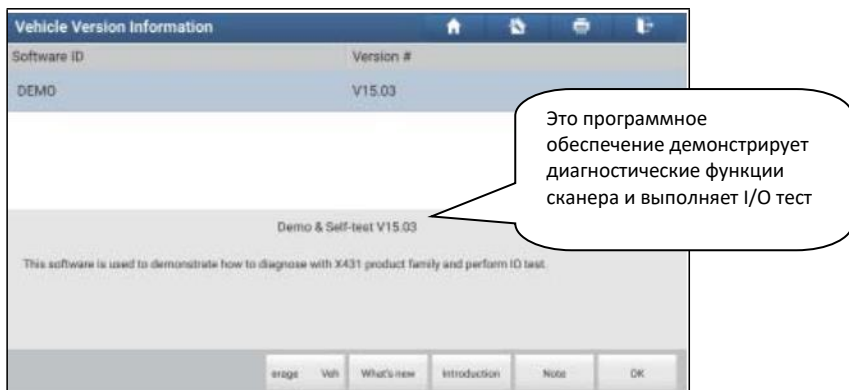 Vehicle Version Information
Software ID Version #
DEMO V15.03
Это программное
обеспечение демонстрирует
диагностические функции
сканера и выполняет I/O тест
Demo & Self-test V15.03
This software is used to demonstrate how to diagnose with X431 product family and perform IO test.
erage Veh What's new Introduction Note OK